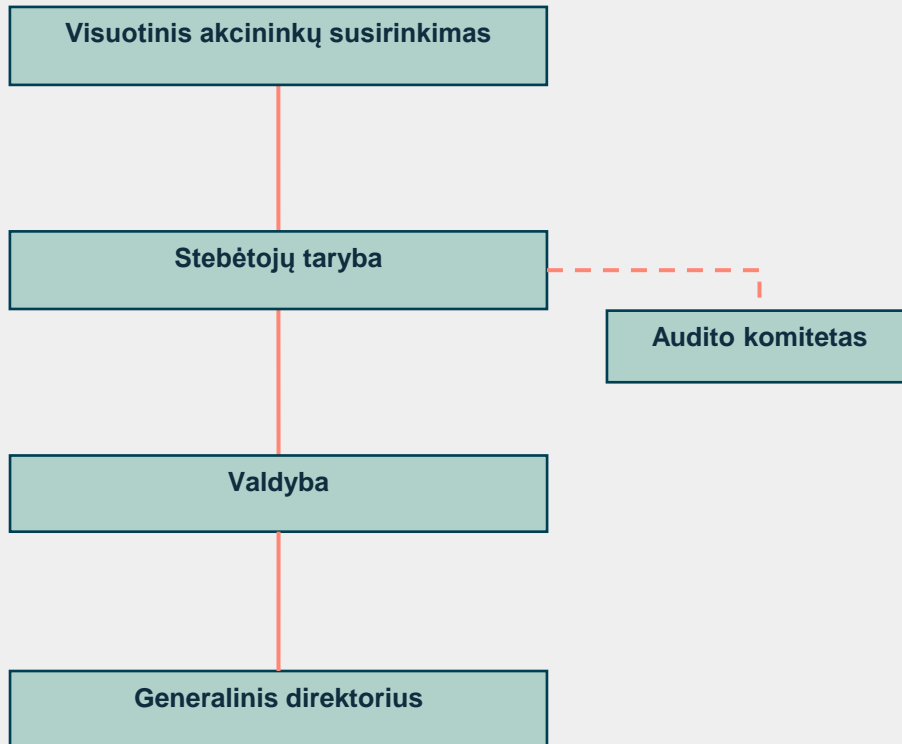 Visuotinis akcininkų susirinkimas
Stebėtojų taryba
Audito komitetas
Valdyba
Generalinis direktorius